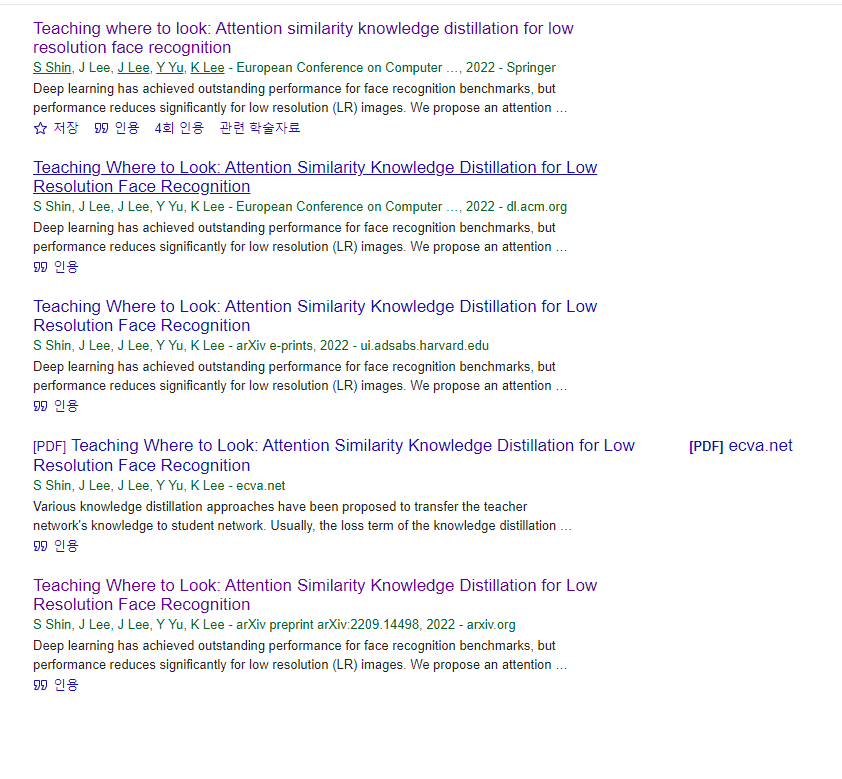 Teaching where to look: Attention similarity knowledge distillation for low
resolution face recognition
S Shin, J Lee, J Lee, Y Yu, K Lee - European Conference on Computer …, 2022 - Springer
Deep learning has achieved outstanding performance for face recognition benchmarks, but
performance reduces significantly for low resolution (LR) images. We propose an attention …
저장 인용 4회 인용 관련 학술자료
Teaching Where to Look: Attention Similarity Knowledge Distillation for Low
Resolution Face Recognition
S Shin, J Lee, J Lee, Y Yu, K Lee - European Conference on Computer …, 2022 - dl.acm.org
Deep learning has achieved outstanding performance for face recognition benchmarks, but
performance reduces significantly for low resolution (LR) images. We propose an attention …
인용
Teaching Where to Look: Attention Similarity Knowledge Distillation for Low
Resolution Face Recognition
S Shin, J Lee, J Lee, Y Yu, K Lee - arXiv e-prints, 2022 - ui.adsabs.harvard.edu
Deep learning has achieved outstanding performance for face recognition benchmarks, but
performance reduces significantly for low resolution (LR) images. We propose an attention …
인용
[PDF] Teaching Where to Look: Attention Similarity Knowledge Distillation for Low
Resolution Face Recognition
[PDF] ecva.net
S Shin, J Lee, J Lee, Y Yu, K Lee - ecva.net
Various knowledge distillation approaches have been proposed to transfer the teacher
network's knowledge to student network. Usually, the loss term of the knowledge distillation …
인용
Teaching Where to Look: Attention Similarity Knowledge Distillation for Low
Resolution Face Recognition
S Shin, J Lee, J Lee, Y Yu, K Lee - arXiv preprint arXiv:2209.14498, 2022 - arxiv.org
Deep learning has achieved outstanding performance for face recognition benchmarks, but
performance reduces significantly for low resolution (LR) images. We propose an attention …
인용